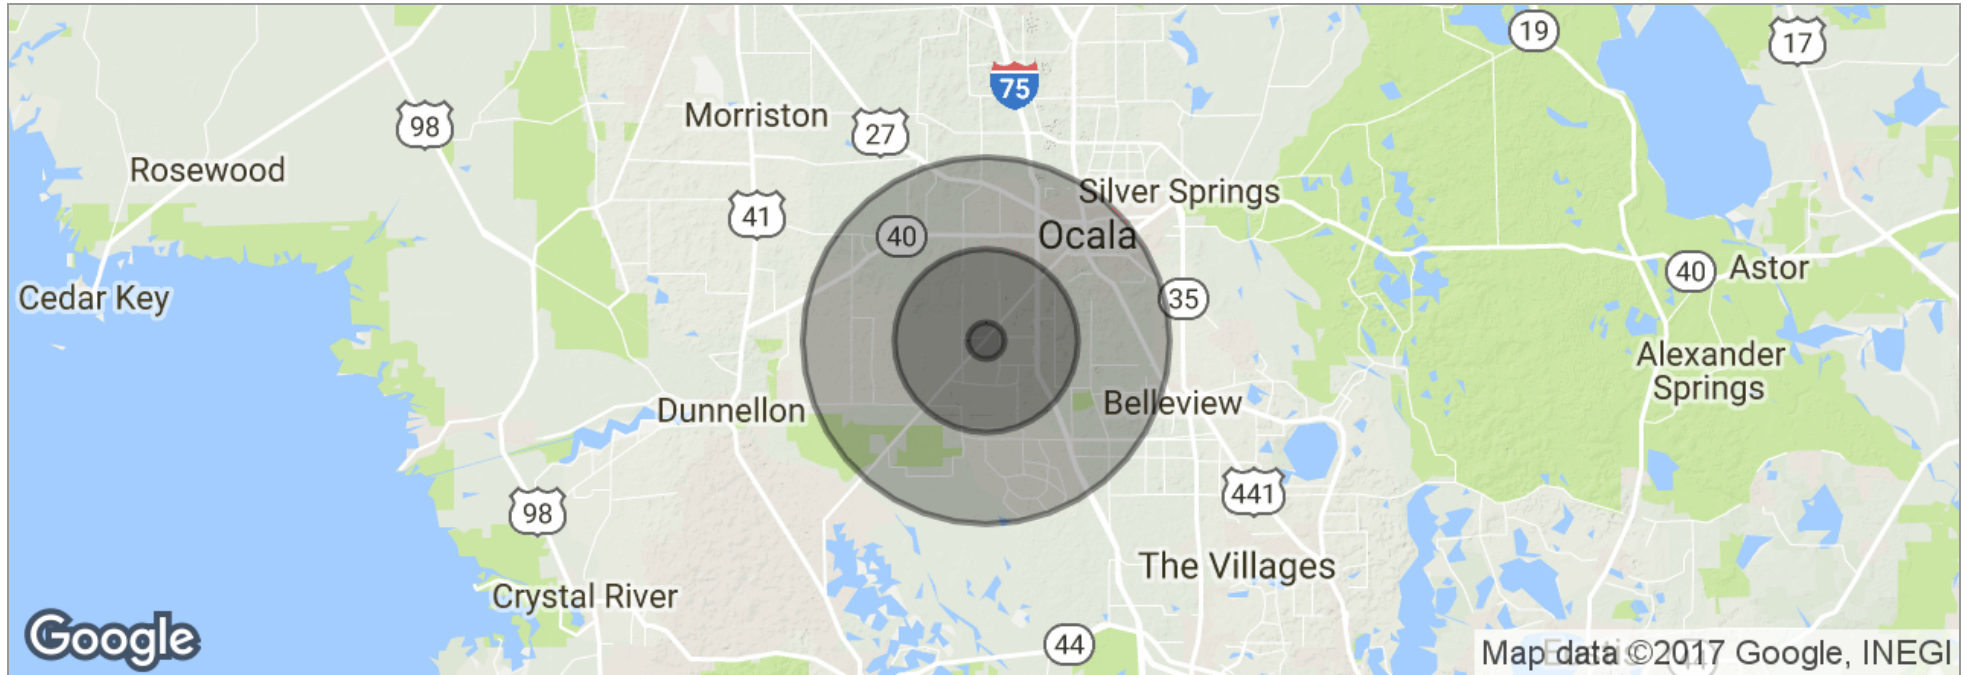 19
17
75
98
Morriston
27
Rosewood
Silver Springs
41
40
Ocala
40
Astor
Cedar Key
35
Alexander
Springs
Dunnellon
Belleview
441
98
The Villages
Crystal River
Google
44
Map data ©2017 Google, INEGI